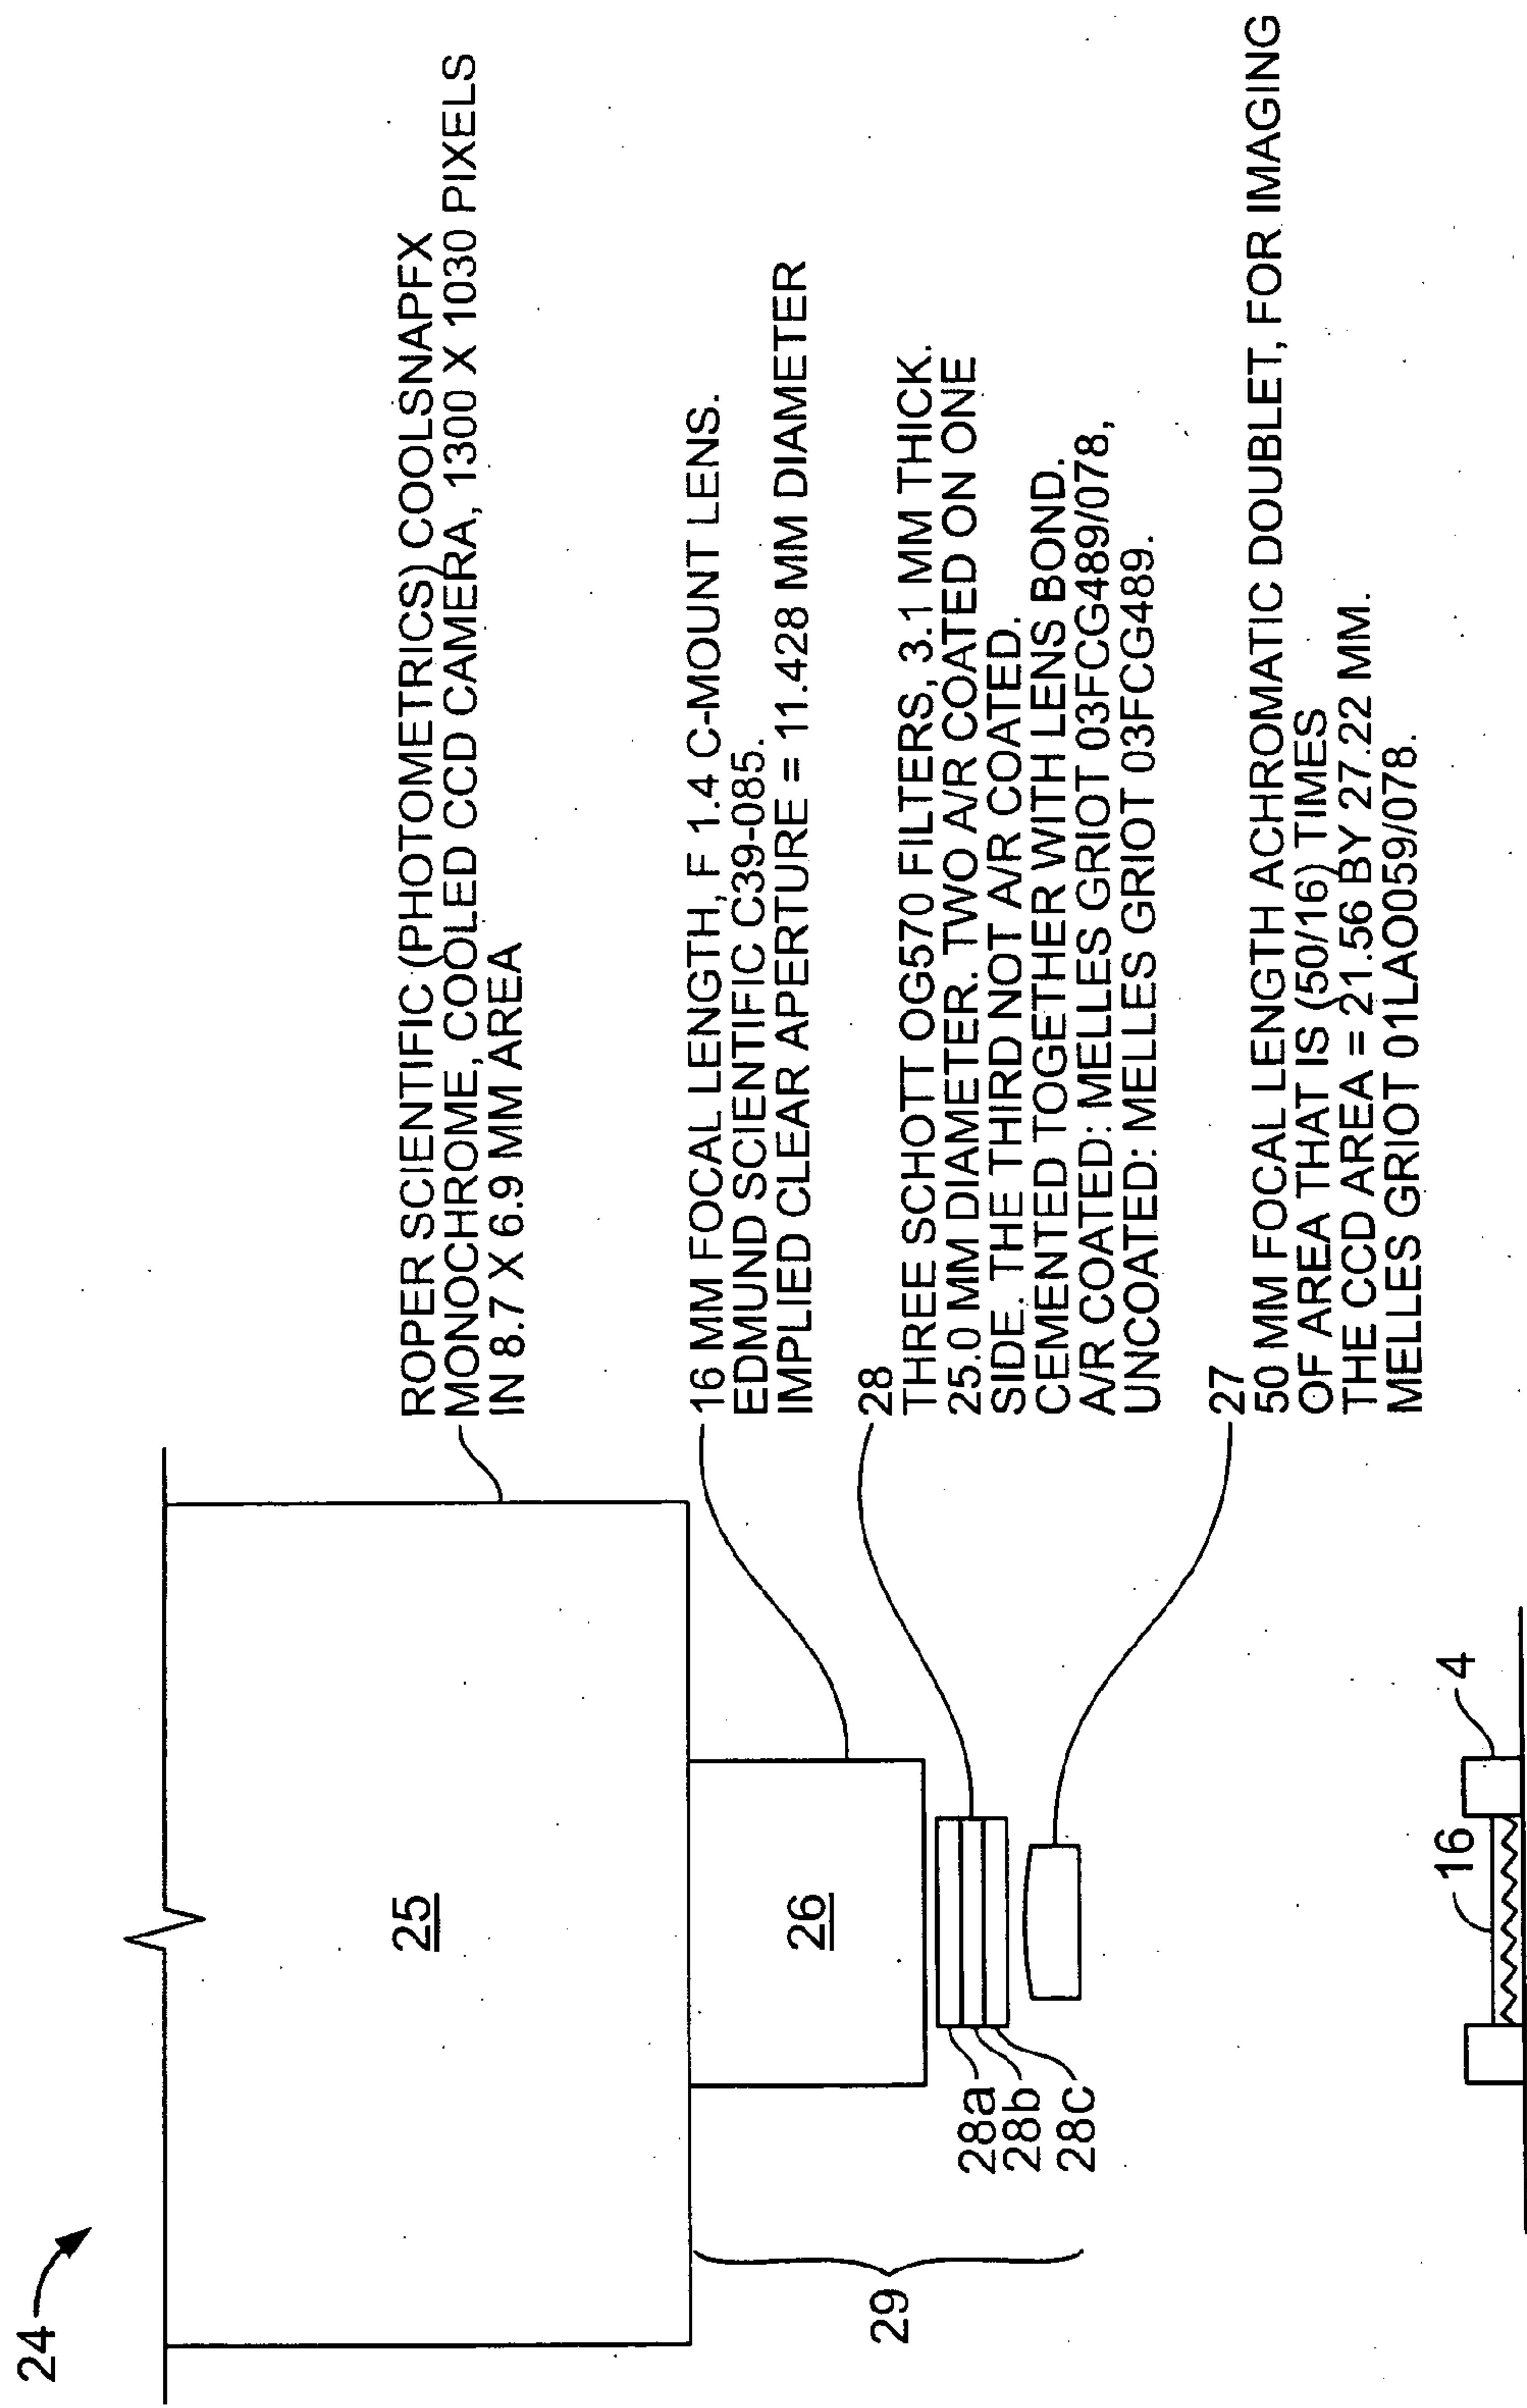 24
25
ROPER SCIENTIFIC (PHOTOMETRICS) COOLSNAPFX
MONOCHROME, COOLED CCD CAMERA, 1300 X 1030 PIXELS
IN 8.7 X 6.9 MM AREA
26
16 MM FOCAL LENGTH, F 1.4 C-MOUNT LENS.
EDMUND SCIENTIFIC C39-085.
IMPLIED CLEAR APERTURE = 11.428 MM DIAMETER
29
28a
28b
28c
28
THREE SCHOTT OG570 FILTERS, 3.1 MM THICK.
25.0 MM DIAMETER. TWO A/R COATED ON ONE
SIDE. THE THIRD NOT A/R COATED.
CEMENTED TOGETHER WITH LENS BOND.
A/R COATED: MELLES GRIOT 03FCG489/078,
UNCOATED: MELLES GRIOT 03FCG489.
27
50 MM FOCAL LENGTH ACHROMATIC DOUBLET, FOR IMAGING
OF AREA THAT IS (50/16) TIMES
THE CCD AREA = 21.56 BY 27.22 MM.
MELLES GRIOT 01LAO059/078.
16
4